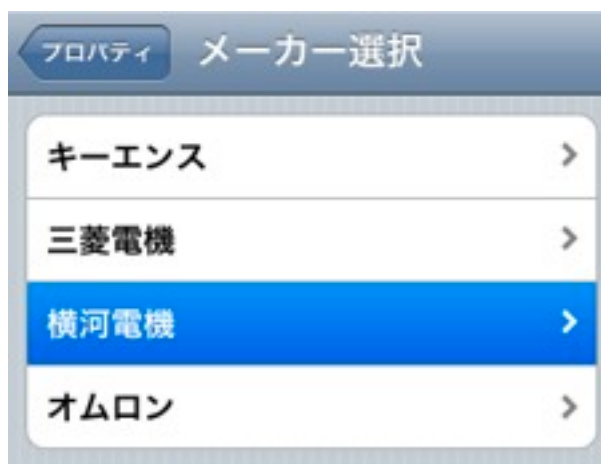 プロパティ メーカー選択
キーエンス
三菱電機
横河電機
オムロン